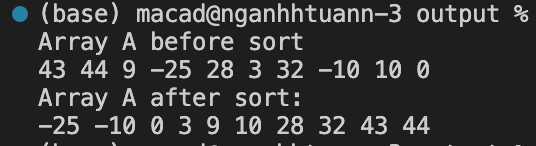 (base) macad@nganhhtuann-3 output %
Array A before sort
43 44 9 -25 28 3 32 -10 10 0
Array A after sort:
-25 -10 0 3 9 10 28 32 43 44